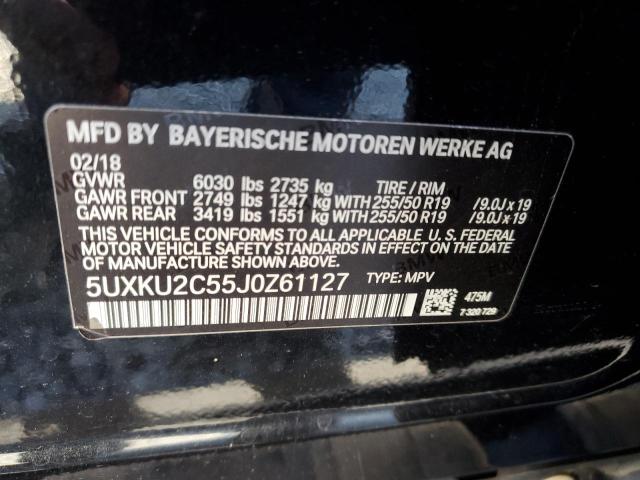 MFD BY BAYERISCHE MOTOREN WERKE AG
02/18
GVWR 6030 lbs 2735 kg TIRE / RIM
GAWR FRONT 2749 lbs 1247 kg WITH 255/50 R19 /9.0J x 19
GAWR REAR 3419 lbs 1551 kg WITH 255/50 R19 /9.0J x 19
THIS VEHICLE CONFORMS TO ALL APPLICABLE U.S. FEDERAL
MOTOR VEHICLE SAFETY STANDARDS IN EFFECT ON THE DATE
OF MANUFACTURE SHOWN ABOVE.
5UXKU2C55J0Z61127 TYPE: MPV
475M
7 320 729